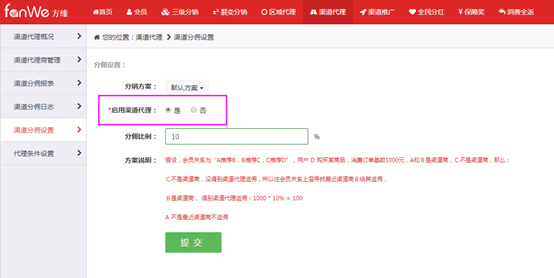 fanWe 方维 首页 会员 三级分销 x² 裂变分销 区域代理 渠道代理 渠道推广 全民分红 ¥ 保障奖 消费全返
渠道代理概况
渠道代理商管理
渠道分佣报表
渠道分佣日志
渠道分佣设置
代理条件设置
您的位置：渠道代理 > 渠道分佣设置
分佣设置：
分销方案： 默认方案
*启用渠道代理： 是 否
分佣比例： 10 %
方案说明： 假设，会员关系为“A推荐B，B推荐C，C推荐D”，用户 D 购买某商品，消费订单基数1000元，A和B是渠道商，C不是渠道商，那么：
C不是渠道商，没得到渠道代理返佣，所以在会员关系上层寻找最近渠道商B给其返佣，
B是渠道商， 得到渠道代理返佣：1000 * 10% = 100
A 不是最近渠道商不返佣
提 交